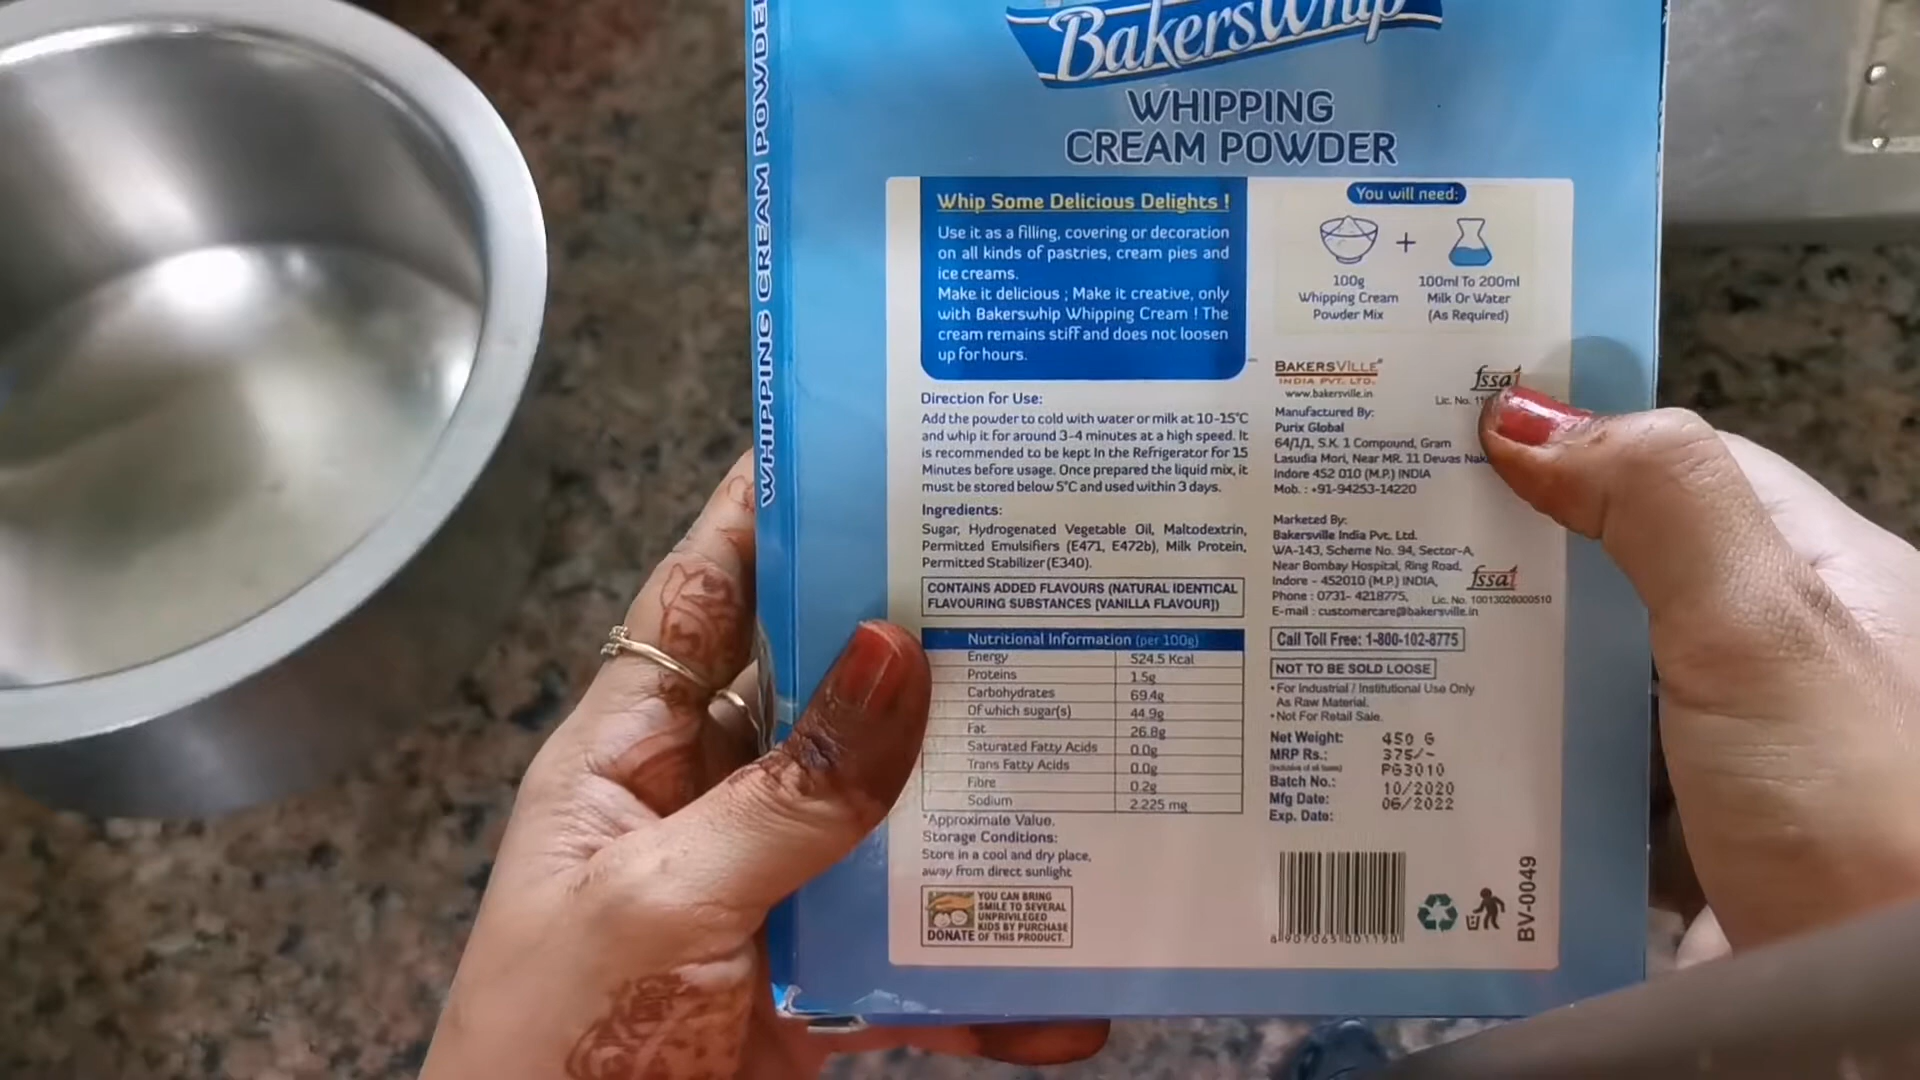 BakersWhip
WHIPPING
CREAM POWDER
WHIPPING CREAM POWDE
Whip Some Delicious Delights !
Use it as a filling, covering or decoration
on all kinds of pastries, cream pies and
ice creams.
Make it delicious ; Make it creative, only
with Bakerswhip Whipping Cream ! The
cream remains stiff and does not loosen
up for hours.
Direction for Use:
Add the powder to cold with water or milk at 10-15°C
and whip it for around 3-4 minutes at a high speed. It
is recommended to be kept In the Refrigerator for 15
Minutes before usage. Once prepared the liquid mix, it
must be stored below 5°C and used within 3 days.
Ingredients:
Sugar, Hydrogenated Vegetable Oil, Maltodextrin,
Permitted Emulsifiers (E471, E472b), Milk Protein,
Permitted Stabilizer (E340).
CONTAINS ADDED FLAVOURS (NATURAL IDENTICAL
FLAVOURING SUBSTANCES [VANILLA FLAVOUR])
Nutritional Information (per 100g)
Energy 524.5 Kcal
Proteins 1.5g
Carbohydrates 69.4g
Of which sugar(s) 44.9g
Fat 26.8g
Saturated Fatty Acids 0.0g
Trans Fatty Acids 0.0g
Fibre 0.2g
Sodium 2.225 mg
*Approximate Value.
Storage Conditions:
Store in a cool and dry place,
away from direct sunlight
YOU CAN BRING
SMILE TO SEVERAL
UNPRIVILEGED
KIDS BY PURCHASE
DONATE OF THIS PRODUCT.
You will need:
+
100g
Whipping Cream
Powder Mix
100ml To 200ml
Milk Or Water
(As Required)
BAKERSVILLE®
INDIA PVT. LTD.
www.bakersville.in
fssai
Lic. No. 11
Manufactured By:
Purix Global
64/1/1, S.K. 1 Compound, Gram
Lasudia Mori, Near MR. 11 Dewas Nak
Indore 452 010 (M.P.) INDIA
Mob. : +91-94253-14220
Marketed By:
Bakersville India Pvt. Ltd.
WA-143, Scheme No. 94, Sector-A,
Near Bombay Hospital, Ring Road,
Indore - 452010 (M.P.) INDIA,
Phone : 0731- 4218775,
E-mail : customercare@bakersville.in
fssai
Lic. No. 10013026000510
Call Toll Free: 1-800-102-8775
NOT TO BE SOLD LOOSE
• For Industrial / Institutional Use Only
As Raw Material.
• Not For Retail Sale.
Net Weight: 450 G
MRP Rs.: 375/-
(Inclusive of all taxes)
PG3010
Batch No.:
10/2020
Mfg Date:
06/2022
Exp. Date:
8 907065 001190
BV-0049